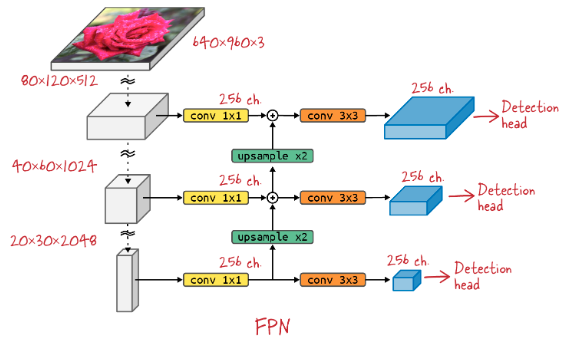 640×960×3
80×120×512
256 ch.
256 ch.
conv 1x1
conv 3x3
Detection
head
upsample x2
40×60×1024
256 ch.
256 ch.
conv 1x1
conv 3x3
Detection
head
upsample x2
20×30×2048
256 ch.
256 ch.
conv 1x1
conv 3x3
Detection
head
FPN